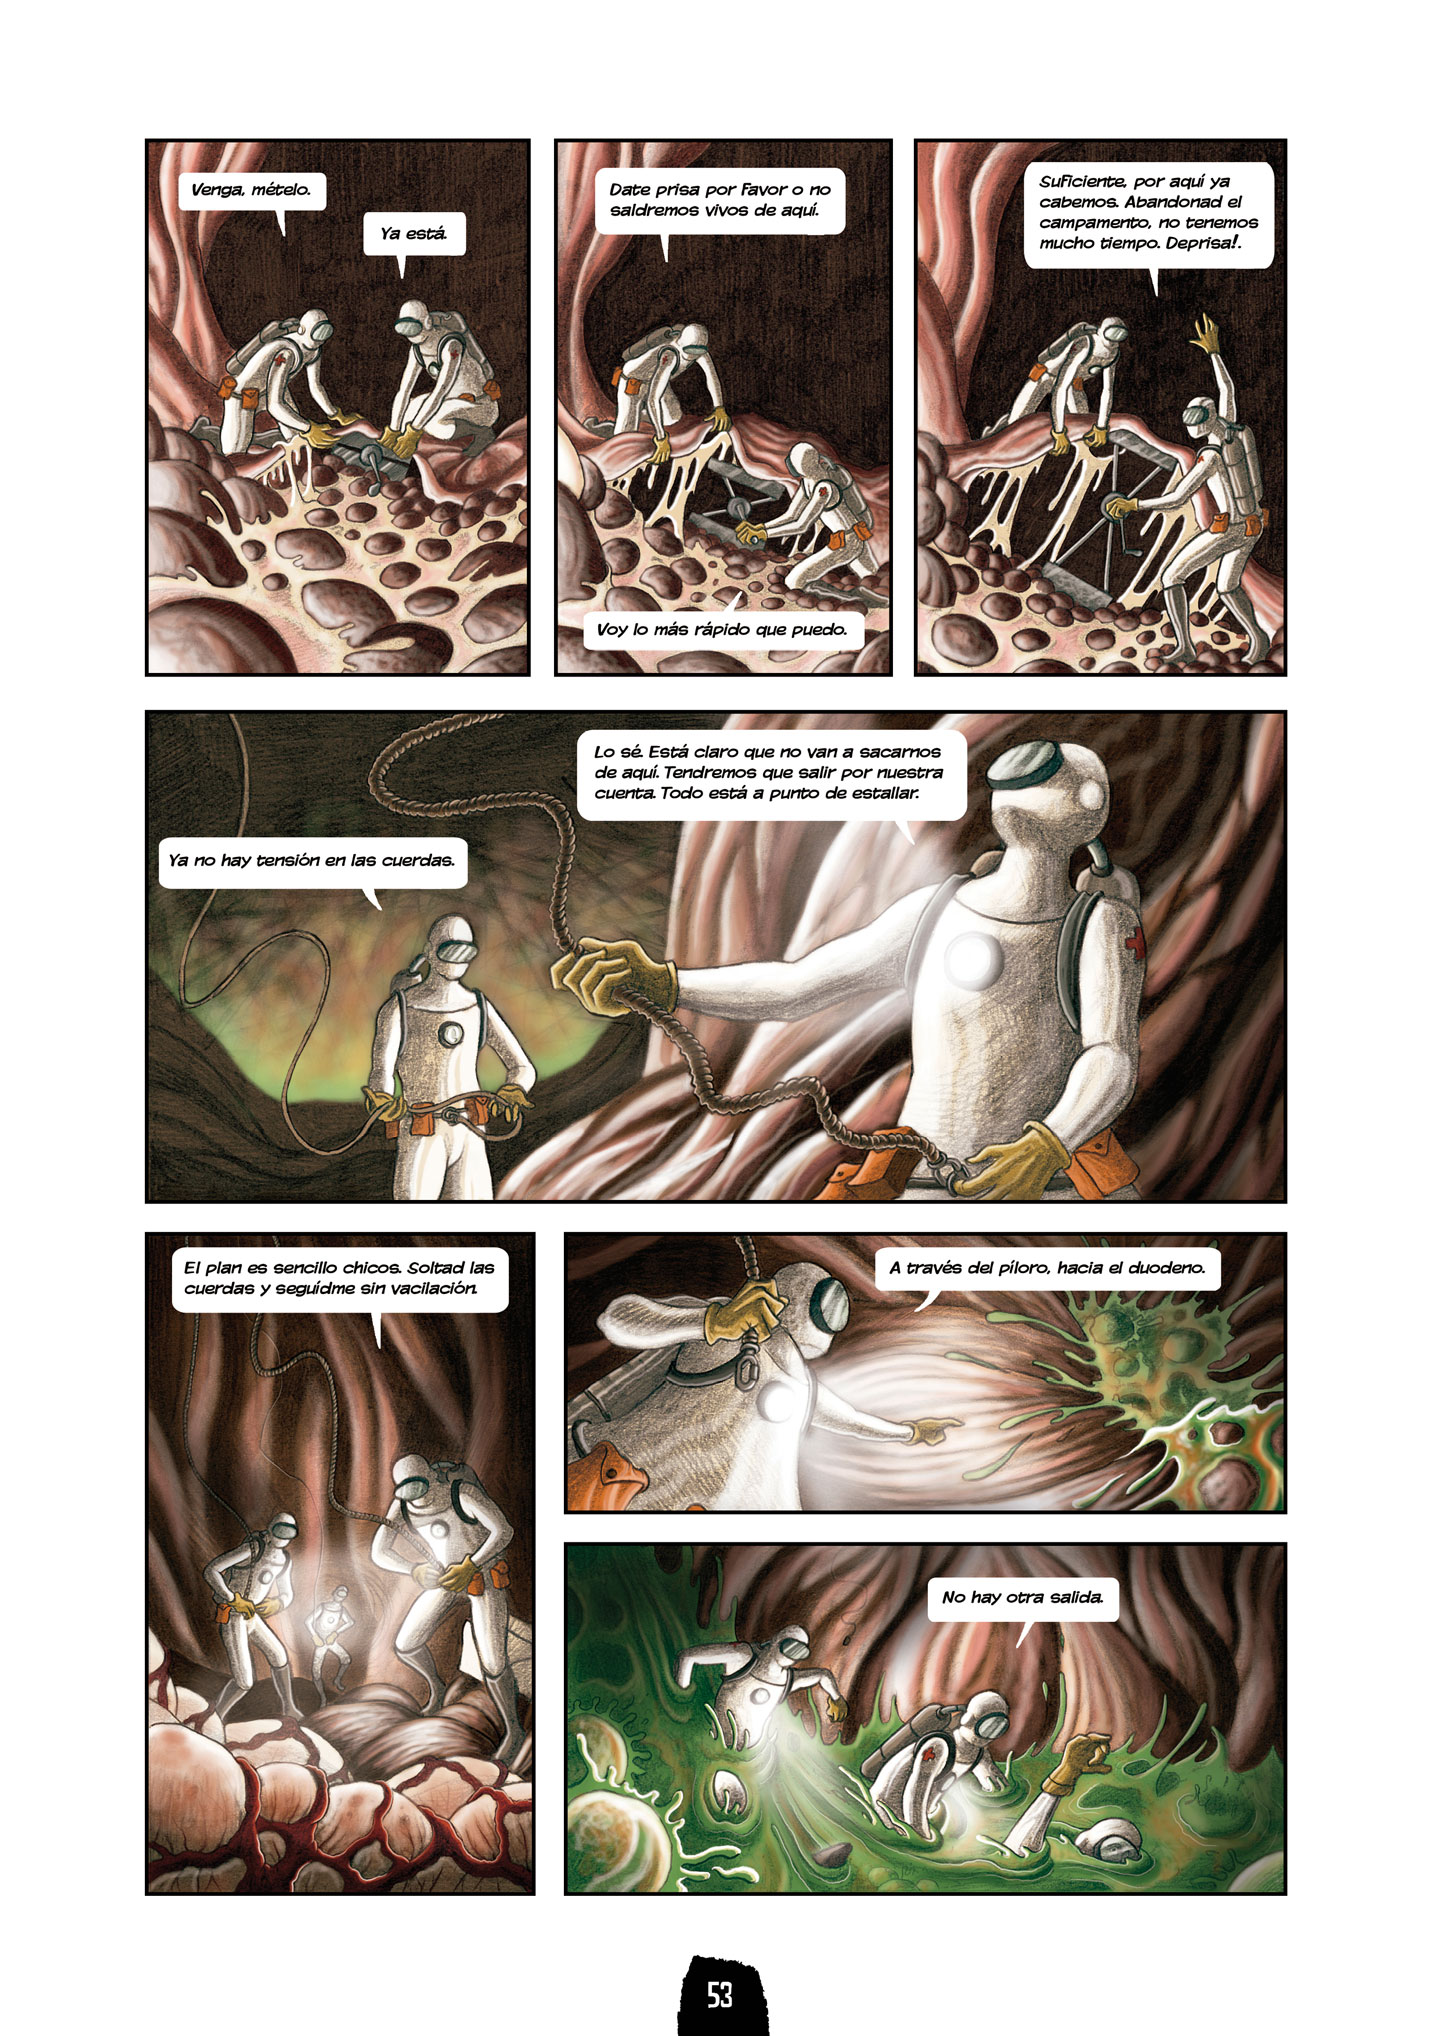 Venga, mételo.
Ya está.
Date prisa por favor o no
saldremos vivos de aquí.
Voy lo más rápido que puedo.
Suficiente, por aquí ya
cabemos. Abandonad el
campamento, no tenemos
mucho tiempo. Deprisa!.
Ya no hay tensión en las cuerdas.
Lo sé. Está claro que no van a sacarnos
de aquí. Tendremos que salir por nuestra
cuenta. Todo está a punto de estallar.
El plan es sencillo chicos. Soltad las
cuerdas y seguídme sin vacilación.
A través del píloro, hacia el duodeno.
No hay otra salida.
53